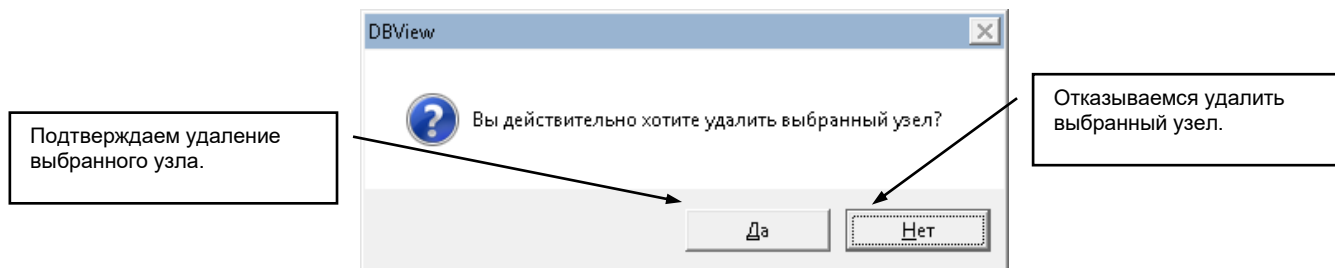 DBView
Вы действительно хотите удалить выбранный узел?
Подтверждаем удаление
выбранного узла.
Отказываемся удалить
выбранный узел.
Да
Нет